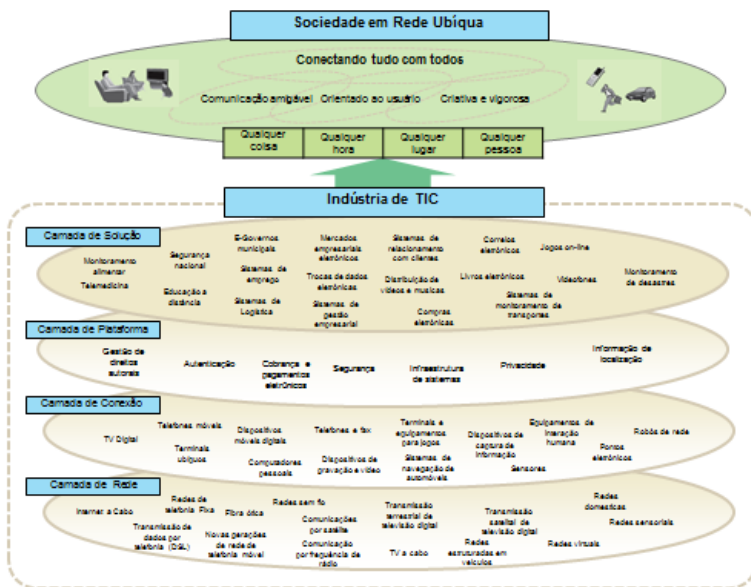 Sociedade em Rede Ubíqua
Conectando tudo com todos
Comunicação amigável
Orientado ao usuário
Criativa e vigorosa
Qualquer
coisa
Qualquer
hora
Qualquer
lugar
Qualquer
pessoa
Indústria de TIC
Camada de Solução
Monitoramento
alimentar
Telemedicina
Segurança
nacional
Educação a
distância
E-Governos
municipais
Sistemas de
emprego
Sistemas de
Logística
Mercados
empresariais
eletrônicos
Trocas de dados
eletrônicas
Sistemas de
gestão
empresarial
Sistemas de
relacionamento
com clientes
Distribuição de
vídeos e musicas
Compras
eletrônicas
Correios
eletrônicos
Livros eletrônicos
Sistemas de
monitoramento de
transportes
Jogos on-line
Videofones
Monitoramento
de desastres
Camada de Plataforma
Gestão de
direitos
autorais
Autenticação
Cobrança e
pagamentos
eletrônicos
Segurança
Infraestrutura
de sistemas
Privacidade
Informação de
localização
Camada de Conexão
TV Digital
Telefones móveis
Terminais
ubíquos
Dispositivos
móveis digitais
Computadores
pessoais
Telefones e fax
Dispositivos de
gravação e vídeo
Terminais e
equipamentos
para jogos
Sistemas de
navegação de
automóveis
Dispositivos de
captura de
informação
Sensores
Equipamentos de
interação
humana
Pontos
eletrônicos
Robôs de rede
Camada de Rede
Internet a Cabo
Transmissão de
dados por
telefonia (DSL)
Redes de
telefonia Fixa
Fibra ótica
Novas gerações
de rede de
telefonia móvel
Redes sem fio
Comunicações
por satélite
Comunicação
por frequência de
rádio
Transmissão
terrestrial de
televisão digital
TV a cabo
Redes
estruturadas em
veículos
Transmissão
satelital de
televisão digital
Redes virtuais
Redes
domesticas
Redes sensoriais